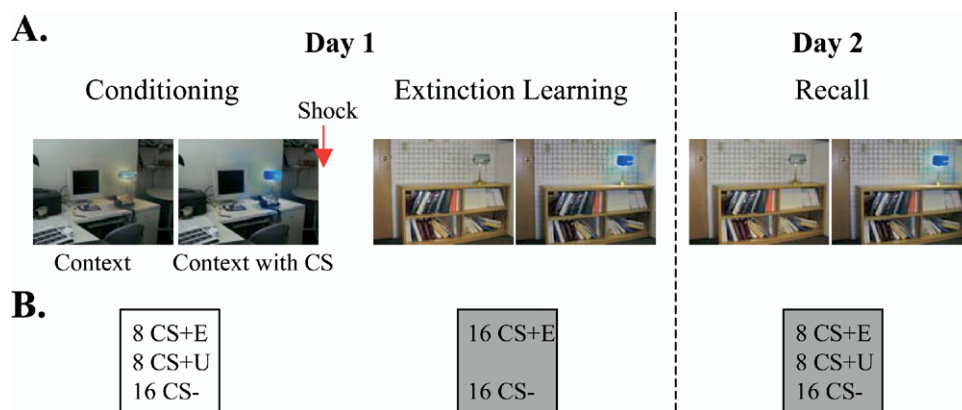 A.
Day 1
Day 2
Conditioning
Extinction Learning
Recall
Shock
Context
Context with CS
B.
8 CS+E
8 CS+U
16 CS-
16 CS+E
16 CS-
8 CS+E
8 CS+U
16 CS-